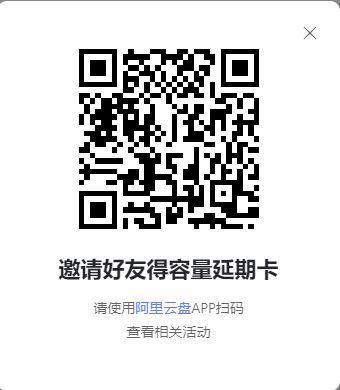 邀请好友得容量延期卡
请使用阿里云盘APP扫码
查看相关活动